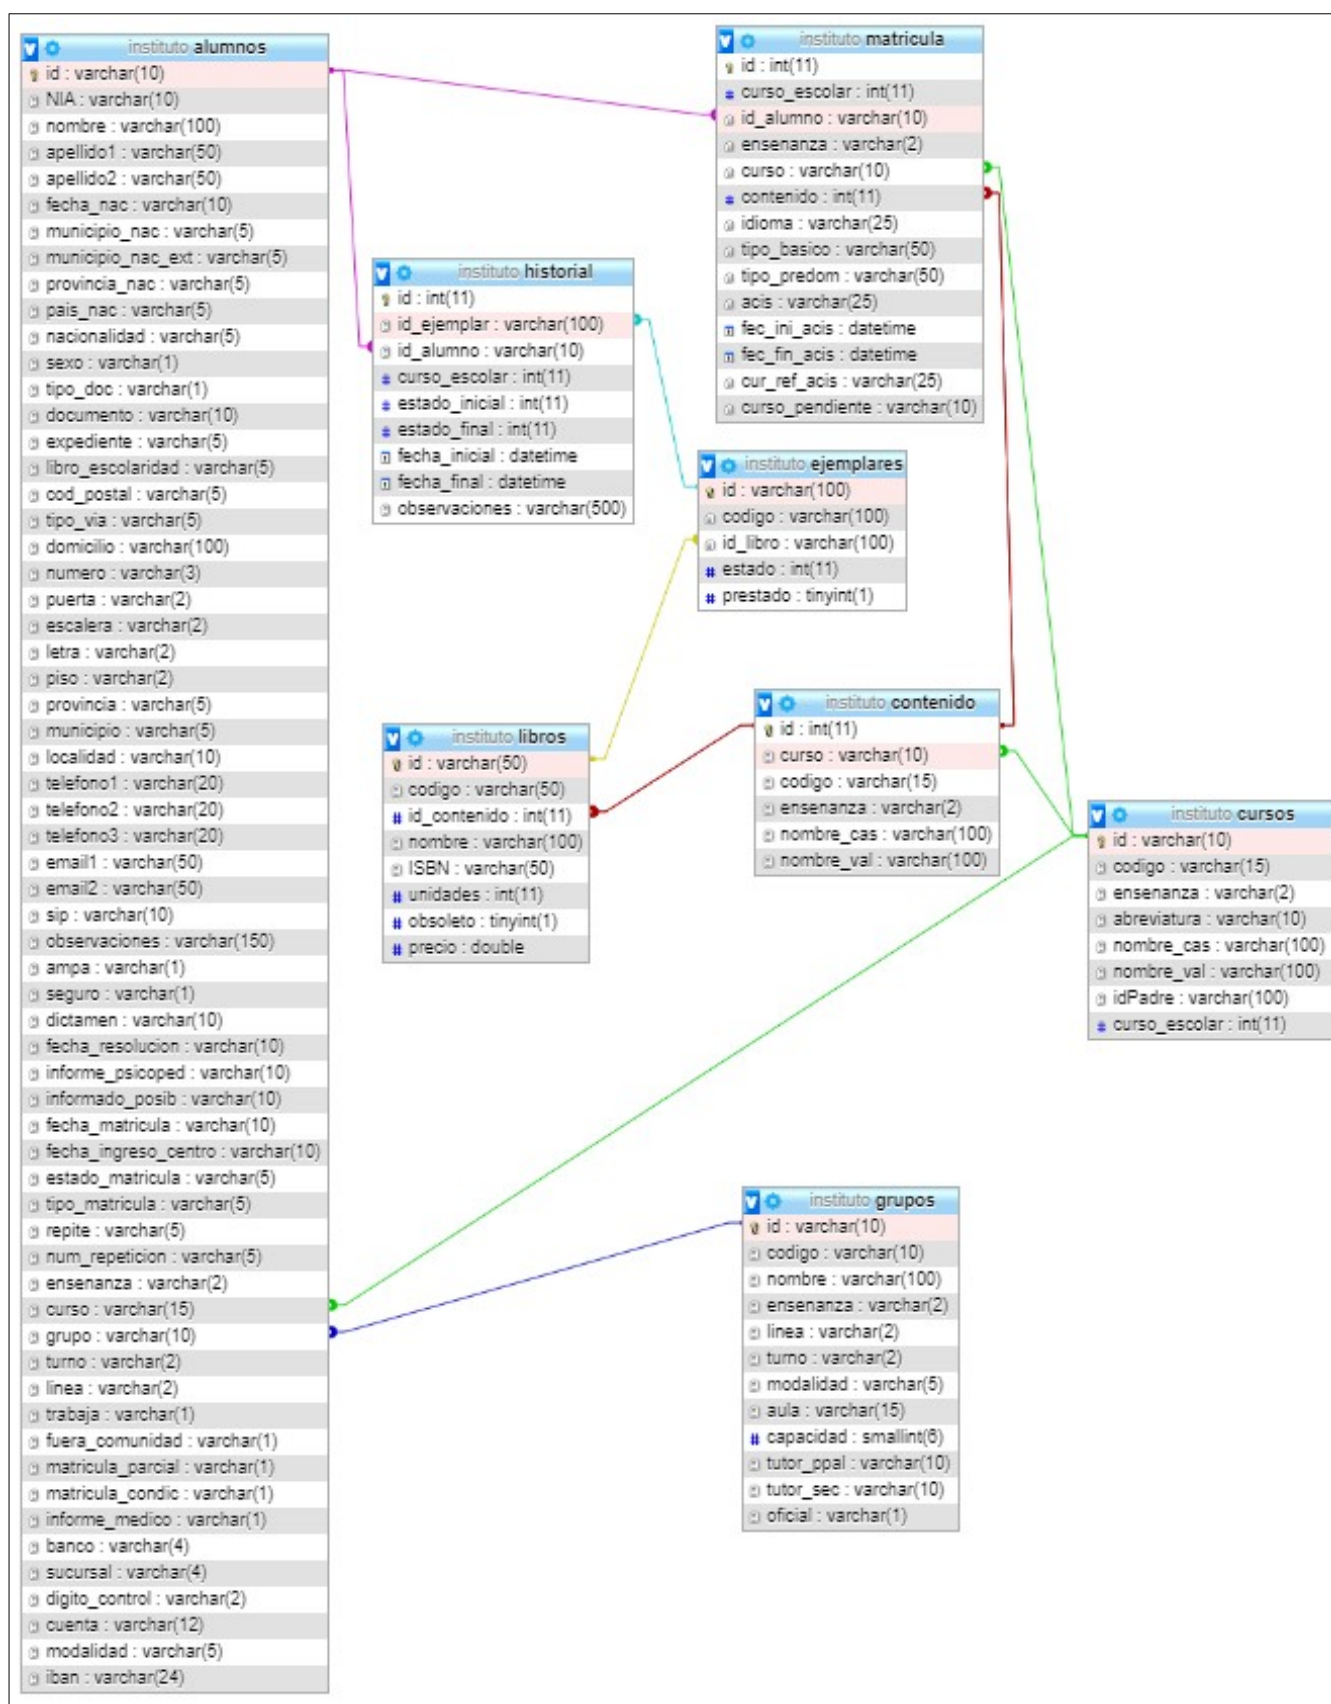 instituto alumnos
id : varchar(10)
NIA : varchar(10)
nombre : varchar(100)
apellido1 : varchar(50)
apellido2 : varchar(50)
fecha_nac : varchar(10)
municipio_nac : varchar(5)
municipio_nac_ext : varchar(5)
provincia_nac : varchar(5)
pais_nac : varchar(5)
nacionalidad : varchar(5)
sexo : varchar(1)
tipo_doc : varchar(1)
documento : varchar(10)
expediente : varchar(5)
libro_escolaridad : varchar(5)
cod_postal : varchar(5)
tipo_via : varchar(5)
domicilio : varchar(100)
numero : varchar(3)
puerta : varchar(2)
escalera : varchar(2)
letra : varchar(2)
piso : varchar(2)
provincia : varchar(5)
municipio : varchar(5)
localidad : varchar(10)
telefono1 : varchar(20)
telefono2 : varchar(20)
telefono3 : varchar(20)
email1 : varchar(50)
email2 : varchar(50)
sip : varchar(10)
observaciones : varchar(150)
ampa : varchar(1)
seguro : varchar(1)
dictamen : varchar(10)
fecha_resolucion : varchar(10)
informe_psicoped : varchar(10)
informado_posib : varchar(10)
fecha_matricula : varchar(10)
fecha_ingreso_centro : varchar(10)
estado_matricula : varchar(5)
tipo_matricula : varchar(5)
repite : varchar(5)
num_repeticion : varchar(5)
ensenanza : varchar(2)
curso : varchar(15)
grupo : varchar(10)
turno : varchar(2)
linea : varchar(2)
trabaja : varchar(1)
fuera_comunidad : varchar(1)
matricula_parcial : varchar(1)
matricula_condic : varchar(1)
informe_medico : varchar(1)
banco : varchar(4)
sucursal : varchar(4)
digito_control : varchar(2)
cuenta : varchar(12)
modalidad : varchar(5)
iban : varchar(24)
instituto historial
id : int(11)
id_ejemplar : varchar(100)
id_alumno : varchar(10)
# curso_escolar : int(11)
# estado_inicial : int(11)
# estado_final : int(11)
fecha_inicial : datetime
fecha_final : datetime
observaciones : varchar(500)
instituto matricula
id : int(11)
# curso_escolar : int(11)
id_alumno : varchar(10)
ensenanza : varchar(2)
curso : varchar(10)
# contenido : int(11)
idioma : varchar(25)
tipo_basico : varchar(50)
tipo_predom : varchar(50)
acis : varchar(25)
fec_ini_acis : datetime
fec_fin_acis : datetime
cur_ref_acis : varchar(25)
curso_pendiente : varchar(10)
instituto ejemplares
id : varchar(100)
codigo : varchar(100)
id_libro : varchar(100)
# estado : int(11)
# prestado : tinyint(1)
instituto libros
id : varchar(50)
codigo : varchar(50)
# id_contenido : int(11)
nombre : varchar(100)
ISBN : varchar(50)
# unidades : int(11)
# obsoleto : tinyint(1)
# precio : double
instituto contenido
id : int(11)
curso : varchar(10)
codigo : varchar(15)
ensenanza : varchar(2)
nombre_cas : varchar(100)
nombre_val : varchar(100)
instituto cursos
id : varchar(10)
codigo : varchar(15)
ensenanza : varchar(2)
abreviatura : varchar(10)
nombre_cas : varchar(100)
nombre_val : varchar(100)
idPadre : varchar(100)
# curso_escolar : int(11)
instituto grupos
id : varchar(10)
codigo : varchar(10)
nombre : varchar(100)
ensenanza : varchar(2)
linea : varchar(2)
turno : varchar(2)
modalidad : varchar(5)
aula : varchar(15)
# capacidad : smallint(6)
tutor_ppal : varchar(10)
tutor_sec : varchar(10)
oficial : varchar(1)